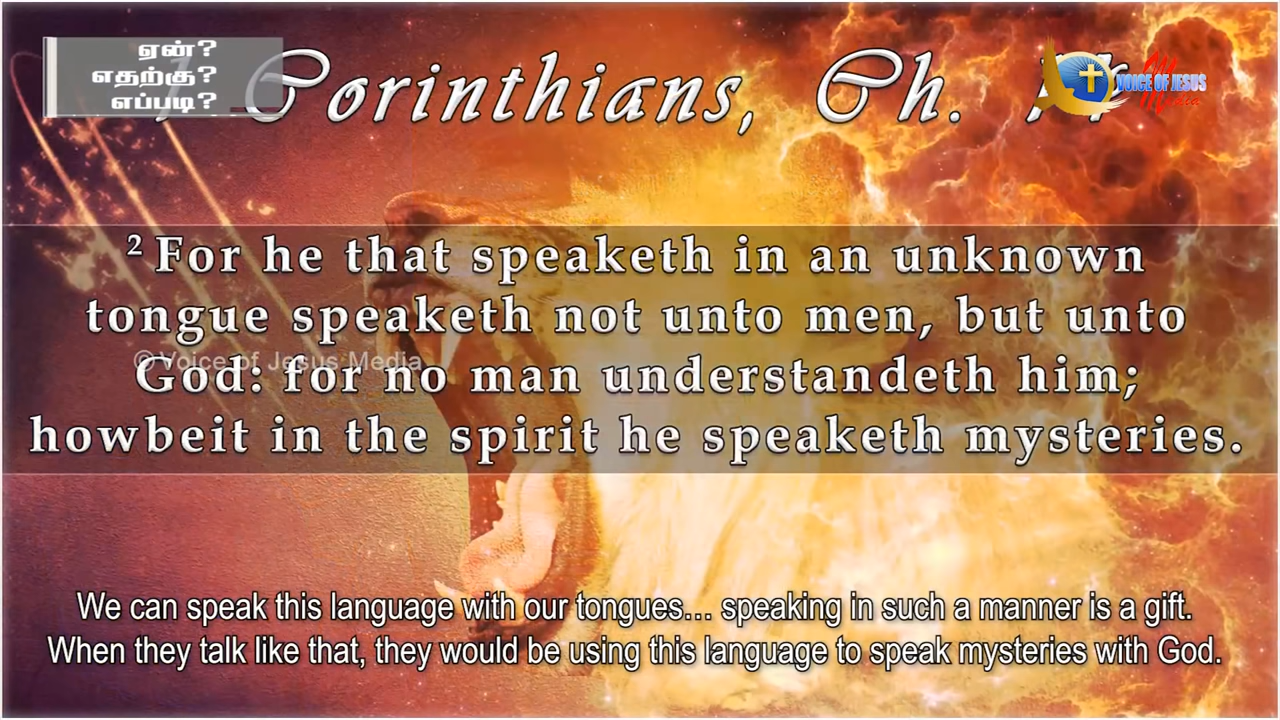 ஏன்?
எதற்கு?
எப்படி?
Corinthians, Ch.
VOICE OF JESUS
Media
2 For he that speaketh in an unknown
tongue speaketh not unto men, but unto
© Voice of Jesus Media
God: for no man understandeth him;
howbeit in the spirit he speaketh mysteries.
We can speak this language with our tongues... speaking in such a manner is a gift.
When they talk like that, they would be using this language to speak mysteries with God.